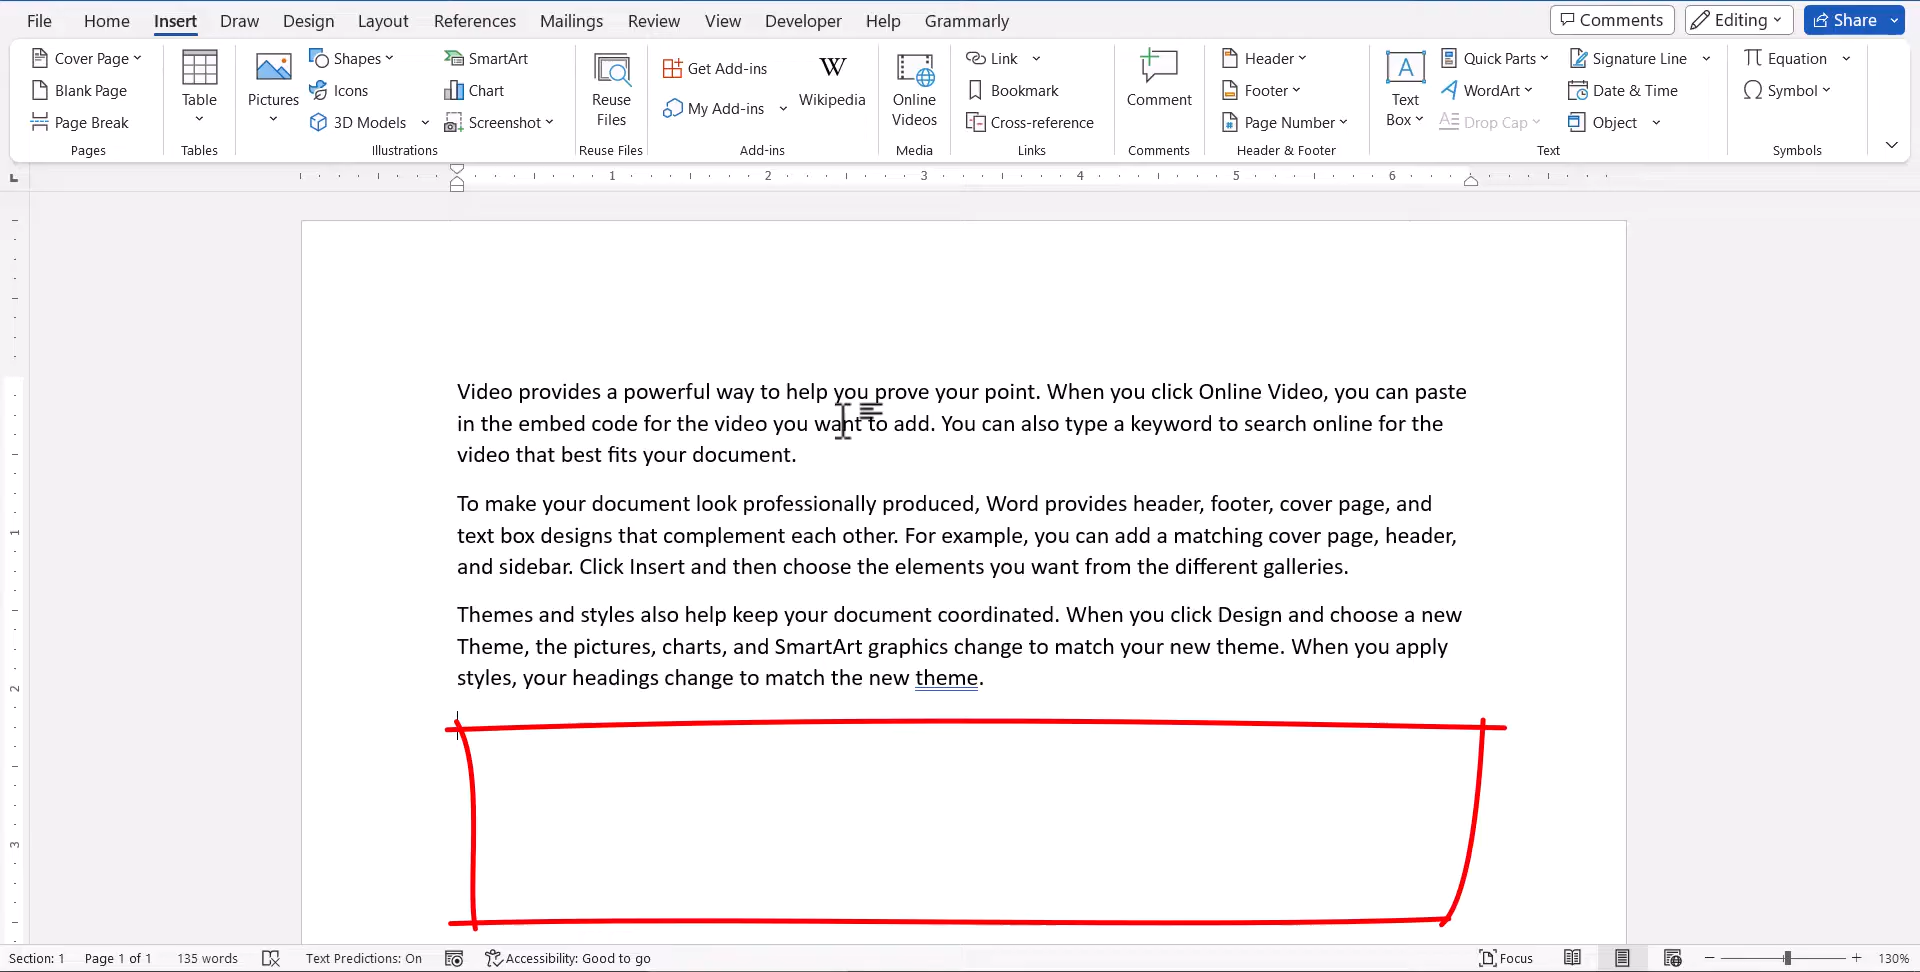 File Home Insert Draw Design Layout References Mailings Review View Developer Help Grammarly Comments Editing Share
Cover Page
Blank Page
Page Break
Pages
Table
Tables
Pictures
Shapes
Icons
3D Models
SmartArt
Chart
Screenshot
Illustrations
Reuse
Files
Reuse Files
Get Add-ins
My Add-ins
W
Wikipedia
Add-ins
Online
Videos
Media
Link
Bookmark
Cross-reference
Links
Comment
Comments
Header
Footer
Page Number
Header & Footer
A
Text
Box
Quick Parts
WordArt
Drop Cap
Signature Line
Date & Time
Object
Text
Equation
Symbol
Symbols
1 2 3 4 5 6
Video provides a powerful way to help you prove your point. When you click Online Video, you can paste
in the embed code for the video you want to add. You can also type a keyword to search online for the
video that best fits your document.
To make your document look professionally produced, Word provides header, footer, cover page, and
text box designs that complement each other. For example, you can add a matching cover page, header,
and sidebar. Click Insert and then choose the elements you want from the different galleries.
Themes and styles also help keep your document coordinated. When you click Design and choose a new
Theme, the pictures, charts, and SmartArt graphics change to match your new theme. When you apply
styles, your headings change to match the new theme.
1
2
3
Section: 1 Page 1 of 1 135 words Text Predictions: On Accessibility: Good to go Focus 130%